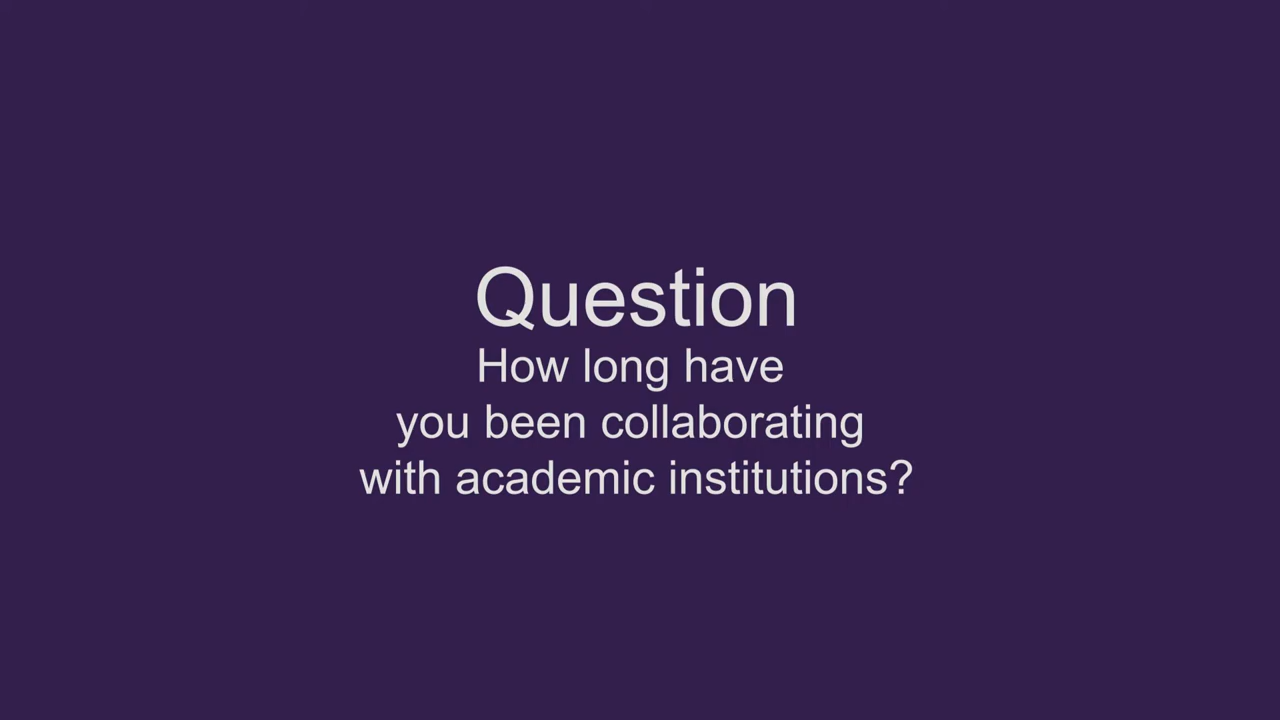 Question
How long have
you been collaborating
with academic institutions?